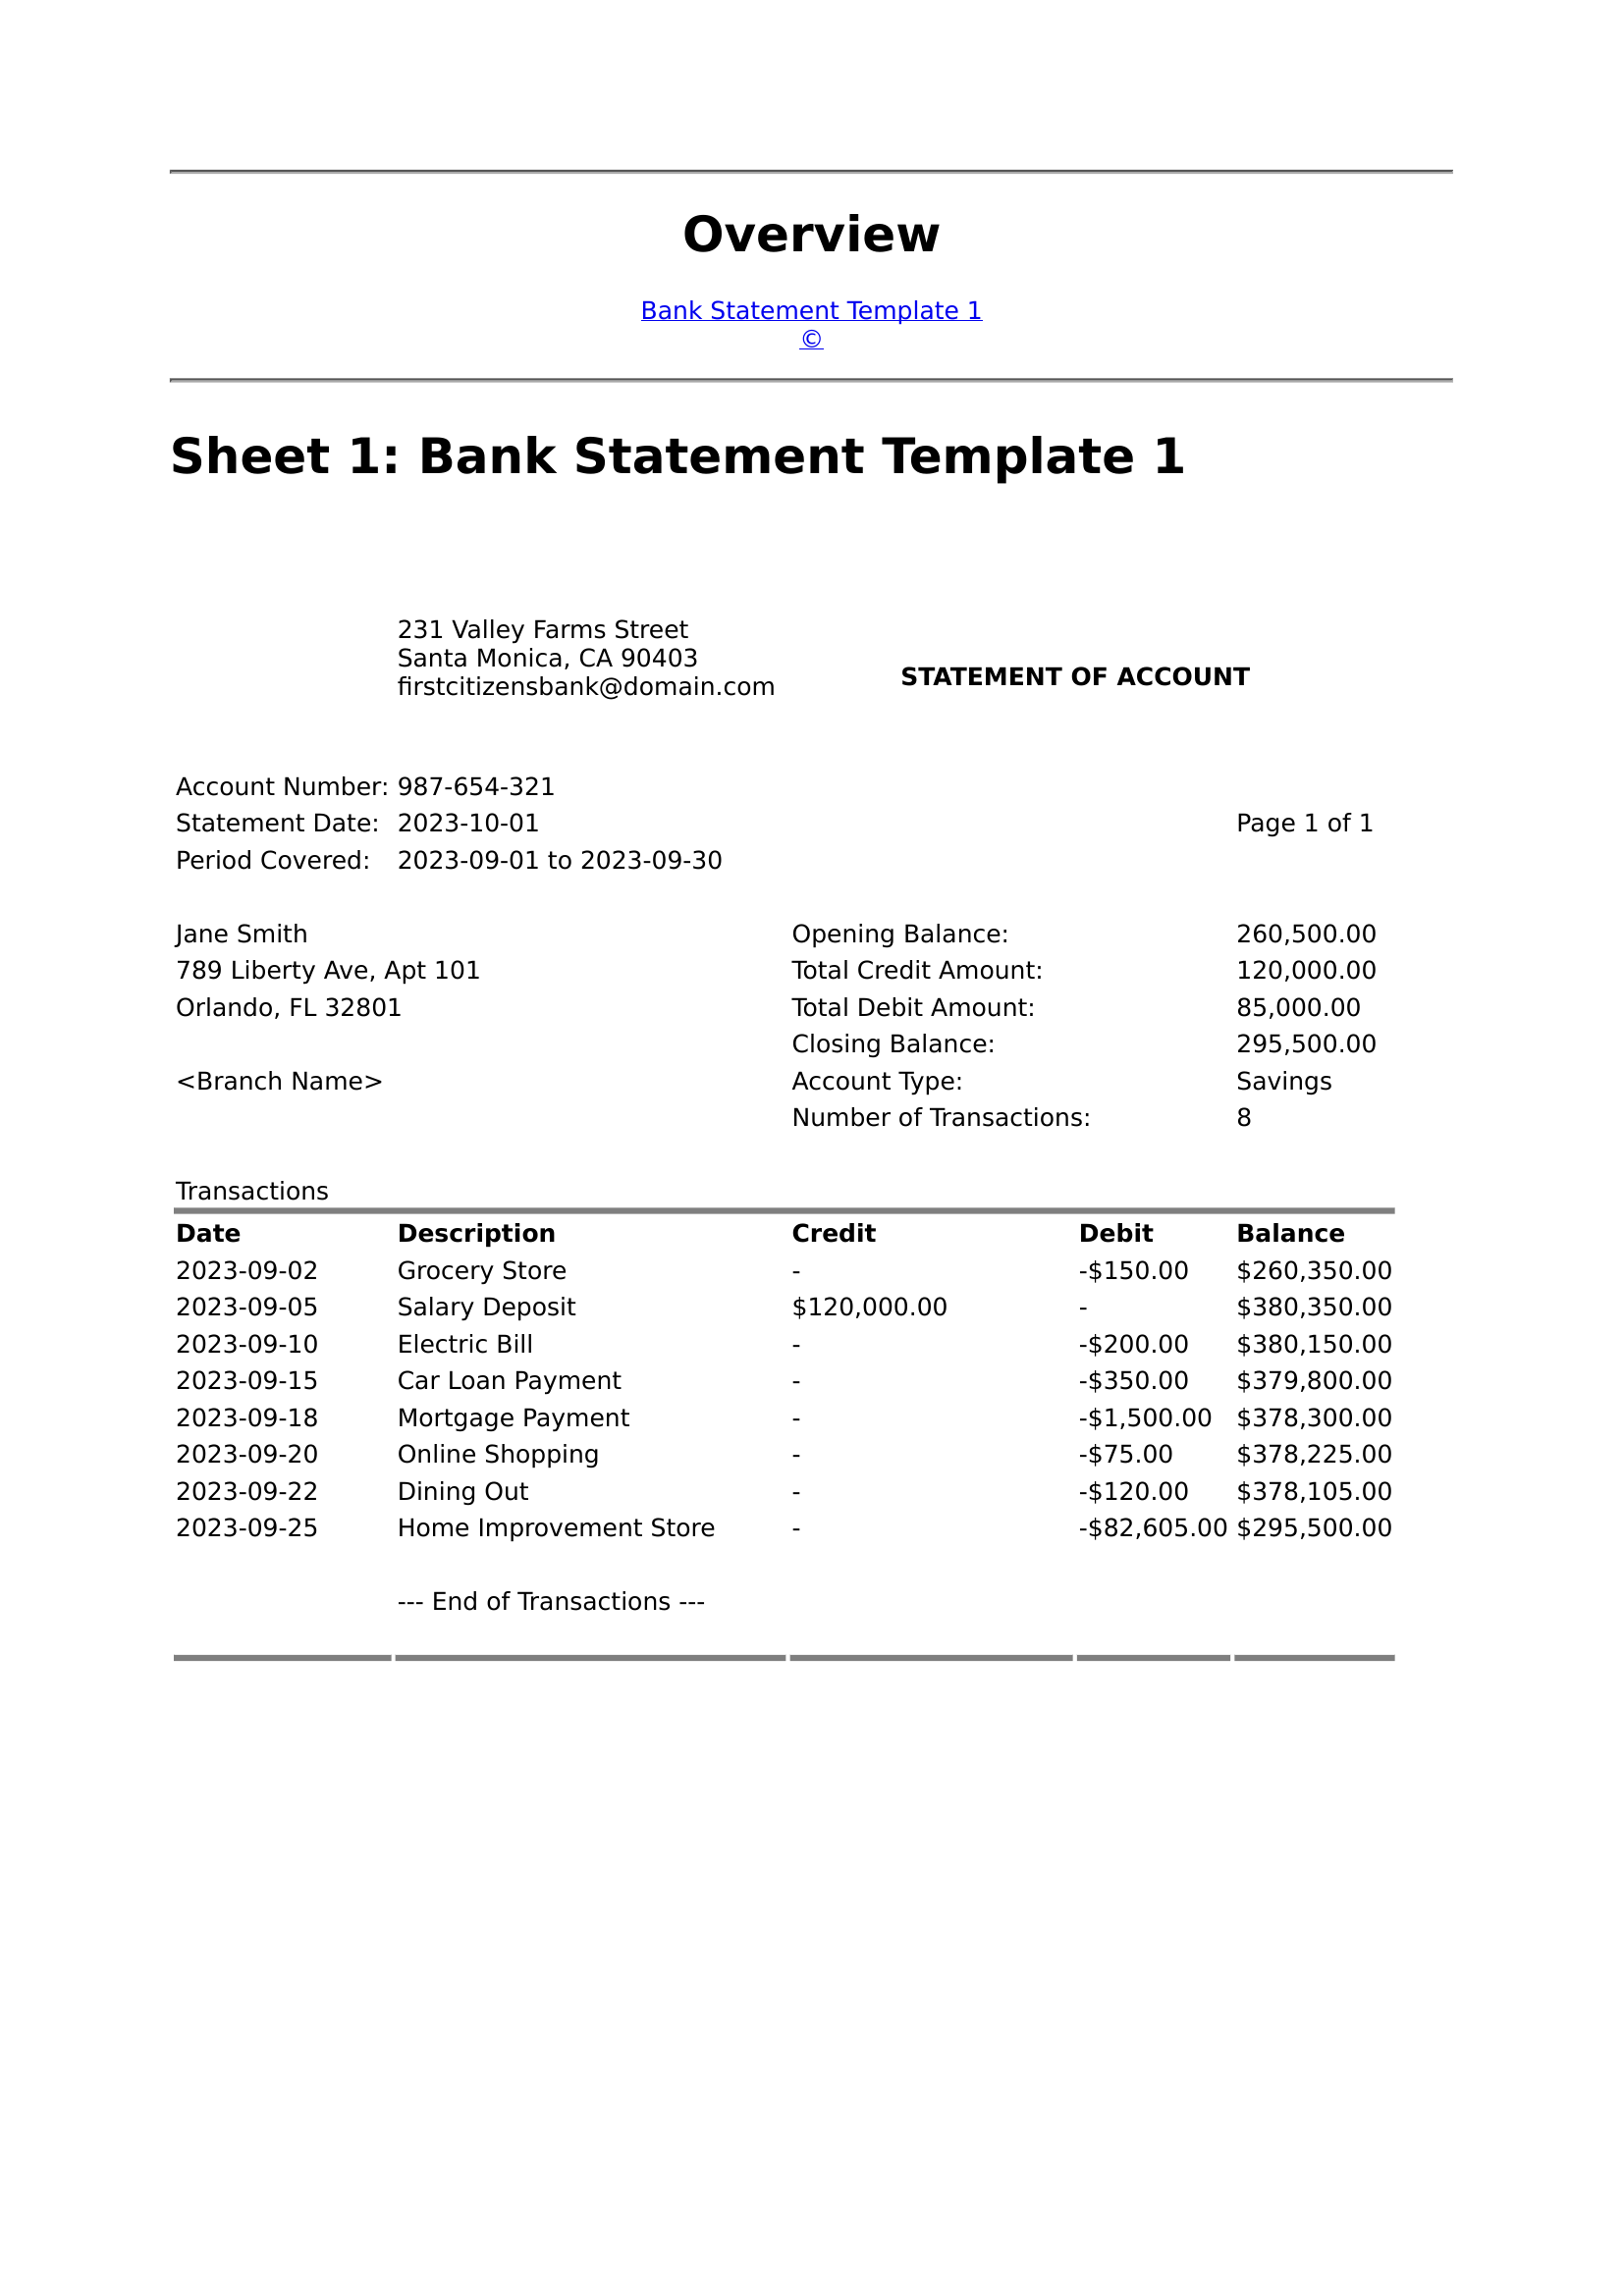 Overview
Bank Statement Template 1
©
Sheet 1: Bank Statement Template 1
231 Valley Farms Street
Santa Monica, CA 90403
firstcitizensbank@domain.com
STATEMENT OF ACCOUNT
Account Number: 987-654-321
Statement Date: 2023-10-01 Page 1 of 1
Period Covered: 2023-09-01 to 2023-09-30
Jane Smith Opening Balance: 260,500.00
789 Liberty Ave, Apt 101 Total Credit Amount: 120,000.00
Orlando, FL 32801 Total Debit Amount: 85,000.00
Closing Balance: 295,500.00
<Branch Name> Account Type: Savings
Number of Transactions: 8
Transactions
Date Description Credit Debit Balance
2023-09-02 Grocery Store - -$150.00 $260,350.00
2023-09-05 Salary Deposit $120,000.00 - $380,350.00
2023-09-10 Electric Bill - -$200.00 $380,150.00
2023-09-15 Car Loan Payment - -$350.00 $379,800.00
2023-09-18 Mortgage Payment - -$1,500.00 $378,300.00
2023-09-20 Online Shopping - -$75.00 $378,225.00
2023-09-22 Dining Out - -$120.00 $378,105.00
2023-09-25 Home Improvement Store - -$82,605.00 $295,500.00
--- End of Transactions ---